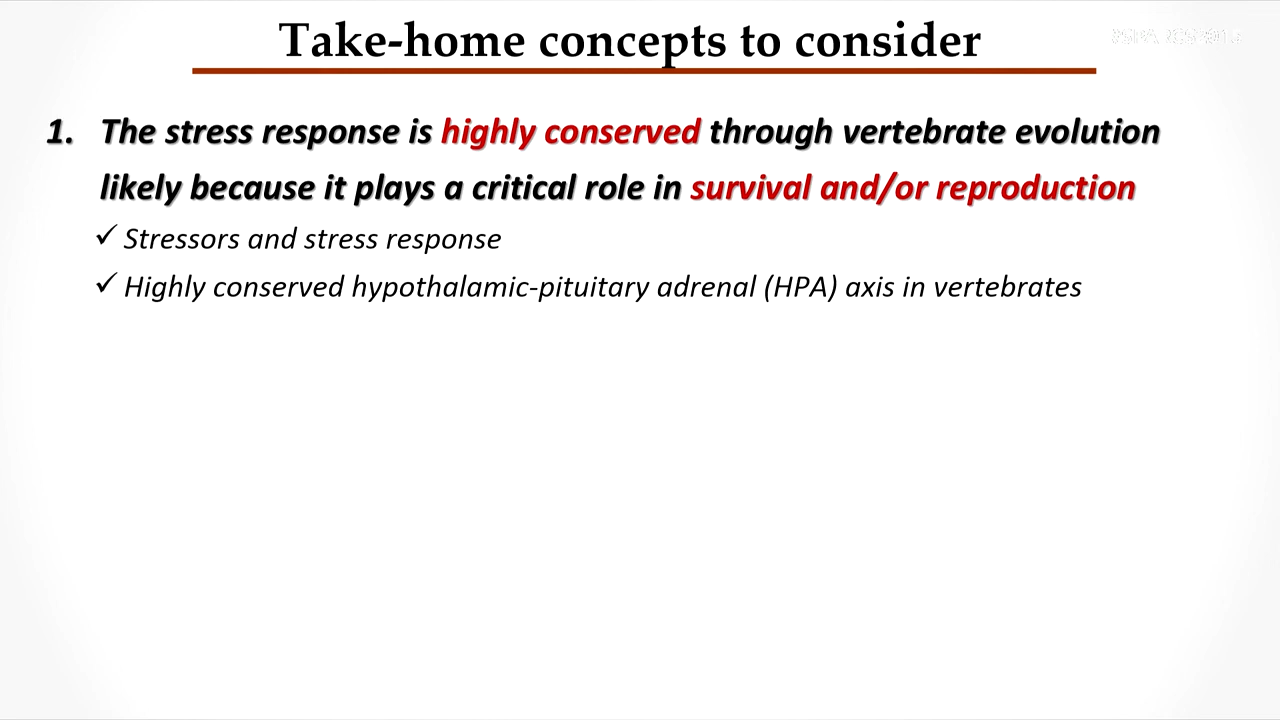 Take-home concepts to consider
1. The stress response is highly conserved through vertebrate evolution
likely because it plays a critical role in survival and/or reproduction
✓ Stressors and stress response
✓ Highly conserved hypothalamic-pituitary adrenal (HPA) axis in vertebrates